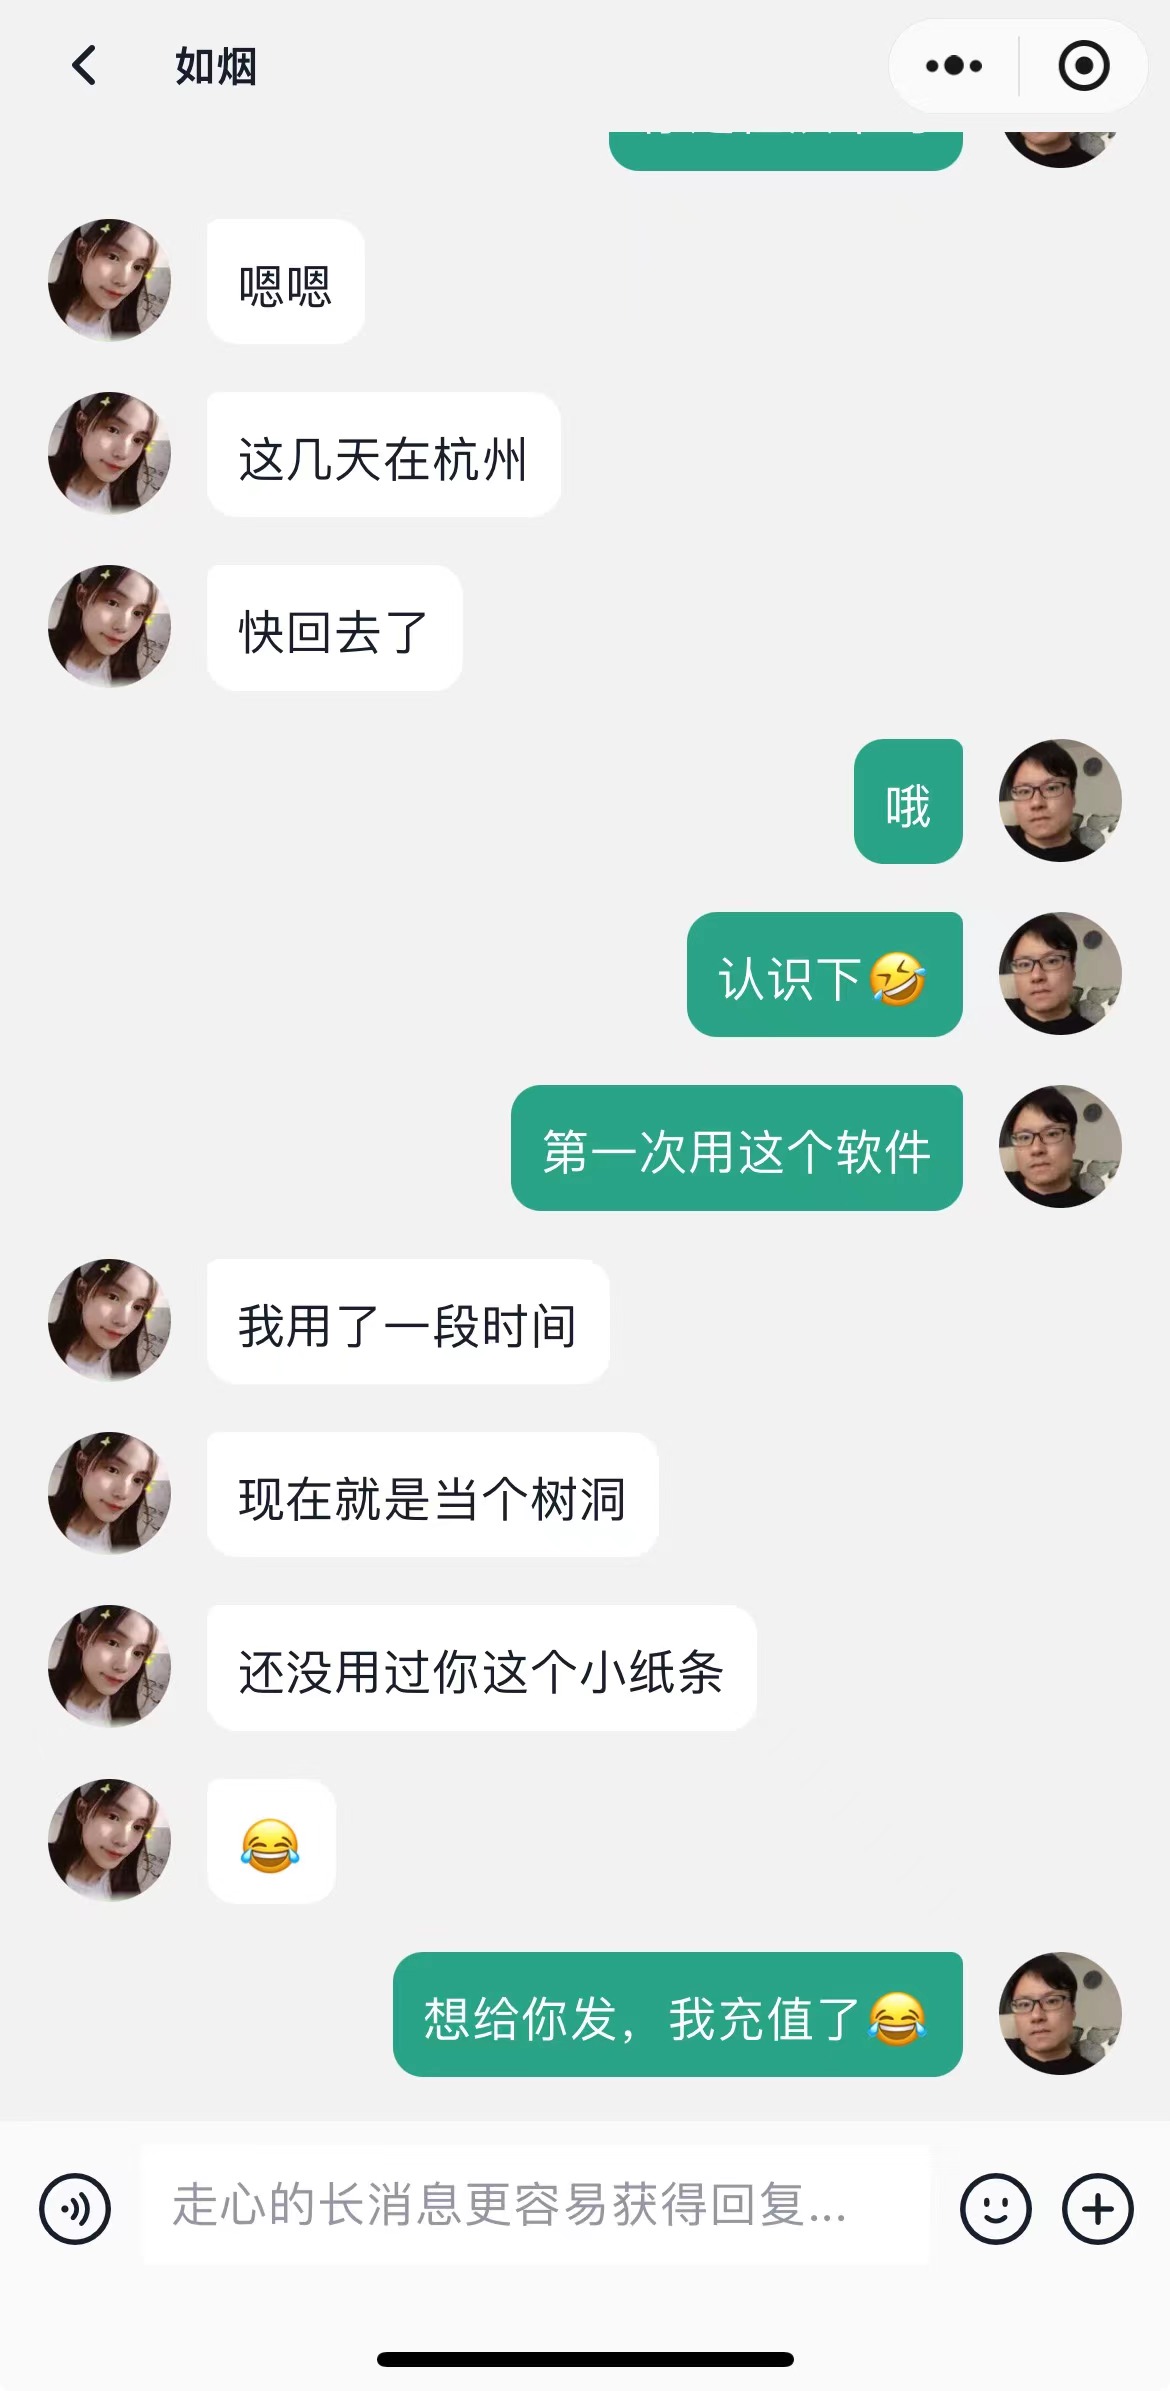 如烟
嗯嗯
这几天在杭州
快回去了
哦
认识下🤣
第一次用这个软件
我用了一段时间
现在就是当个树洞
还没用过你这个小纸条
😂
想给你发，我充值了😂
走心的长消息更容易获得回复...